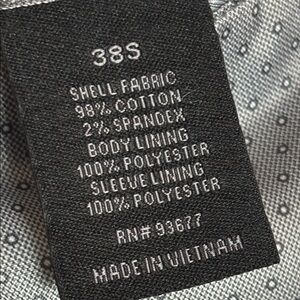 38S
SHELL FABRIC
98% COTTON
2% SPANDEX
BODY LINING
100% POLYESTER
SLEEVE LINING
100% POLYESTER
RN# 93677
MADE IN VIETNAM